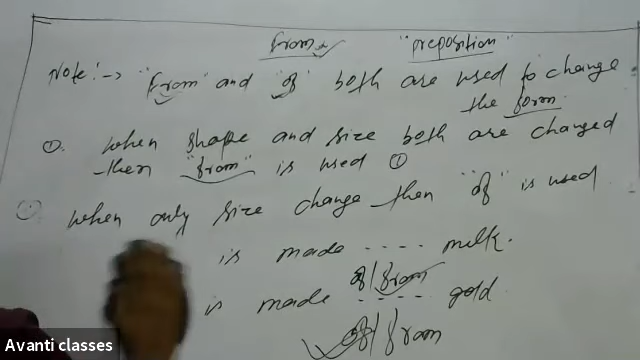 from "preposition"
Note:→ "from" and "of" both are used to change
the form.
①. when shape and size both are changed
then "from" is used ①
when only size change then "of" is used
is made .... milk.
of/from
is made ..... gold
of/from
Avanti classes